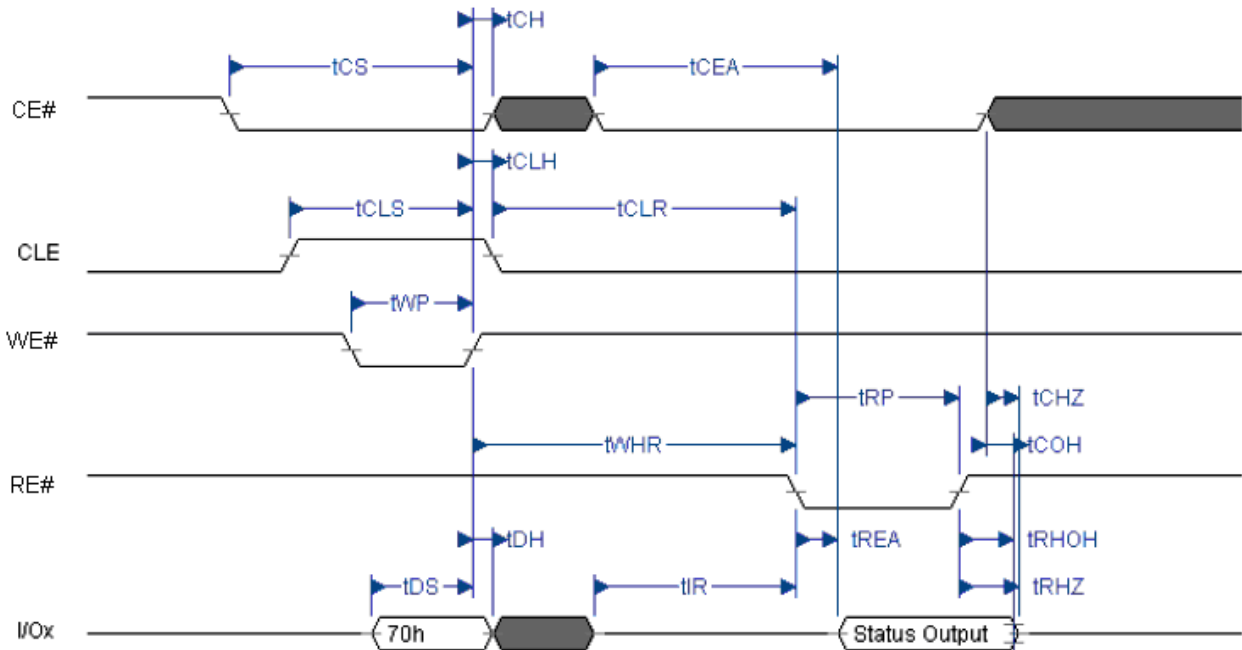 tCH
tCS
tCEA
CE#
tCLH
tCLS
tCLR
CLE
tWP
WE#
tRP
tCHZ
tWHR
tCOH
RE#
tDH
tREA
tRHOH
tDS
tIR
tRHZ
I/Ox
70h
Status Output